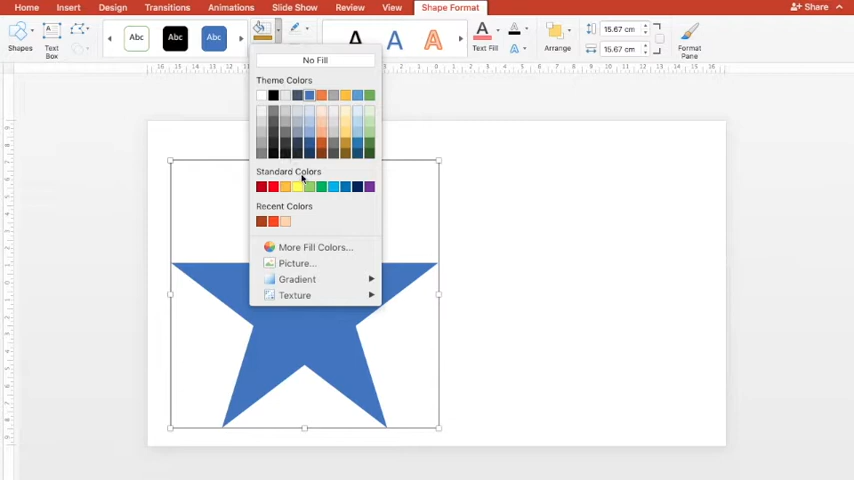 Home Insert Design Transitions Animations Slide Show Review View Shape Format Share
Shapes Text Box Abc Abc Abc A A A Text Fill Arrange 15.67 cm 15.67 cm Format Pane
No Fill
Theme Colors
Standard Colors
Recent Colors
More Fill Colors...
Picture...
Gradient
Texture